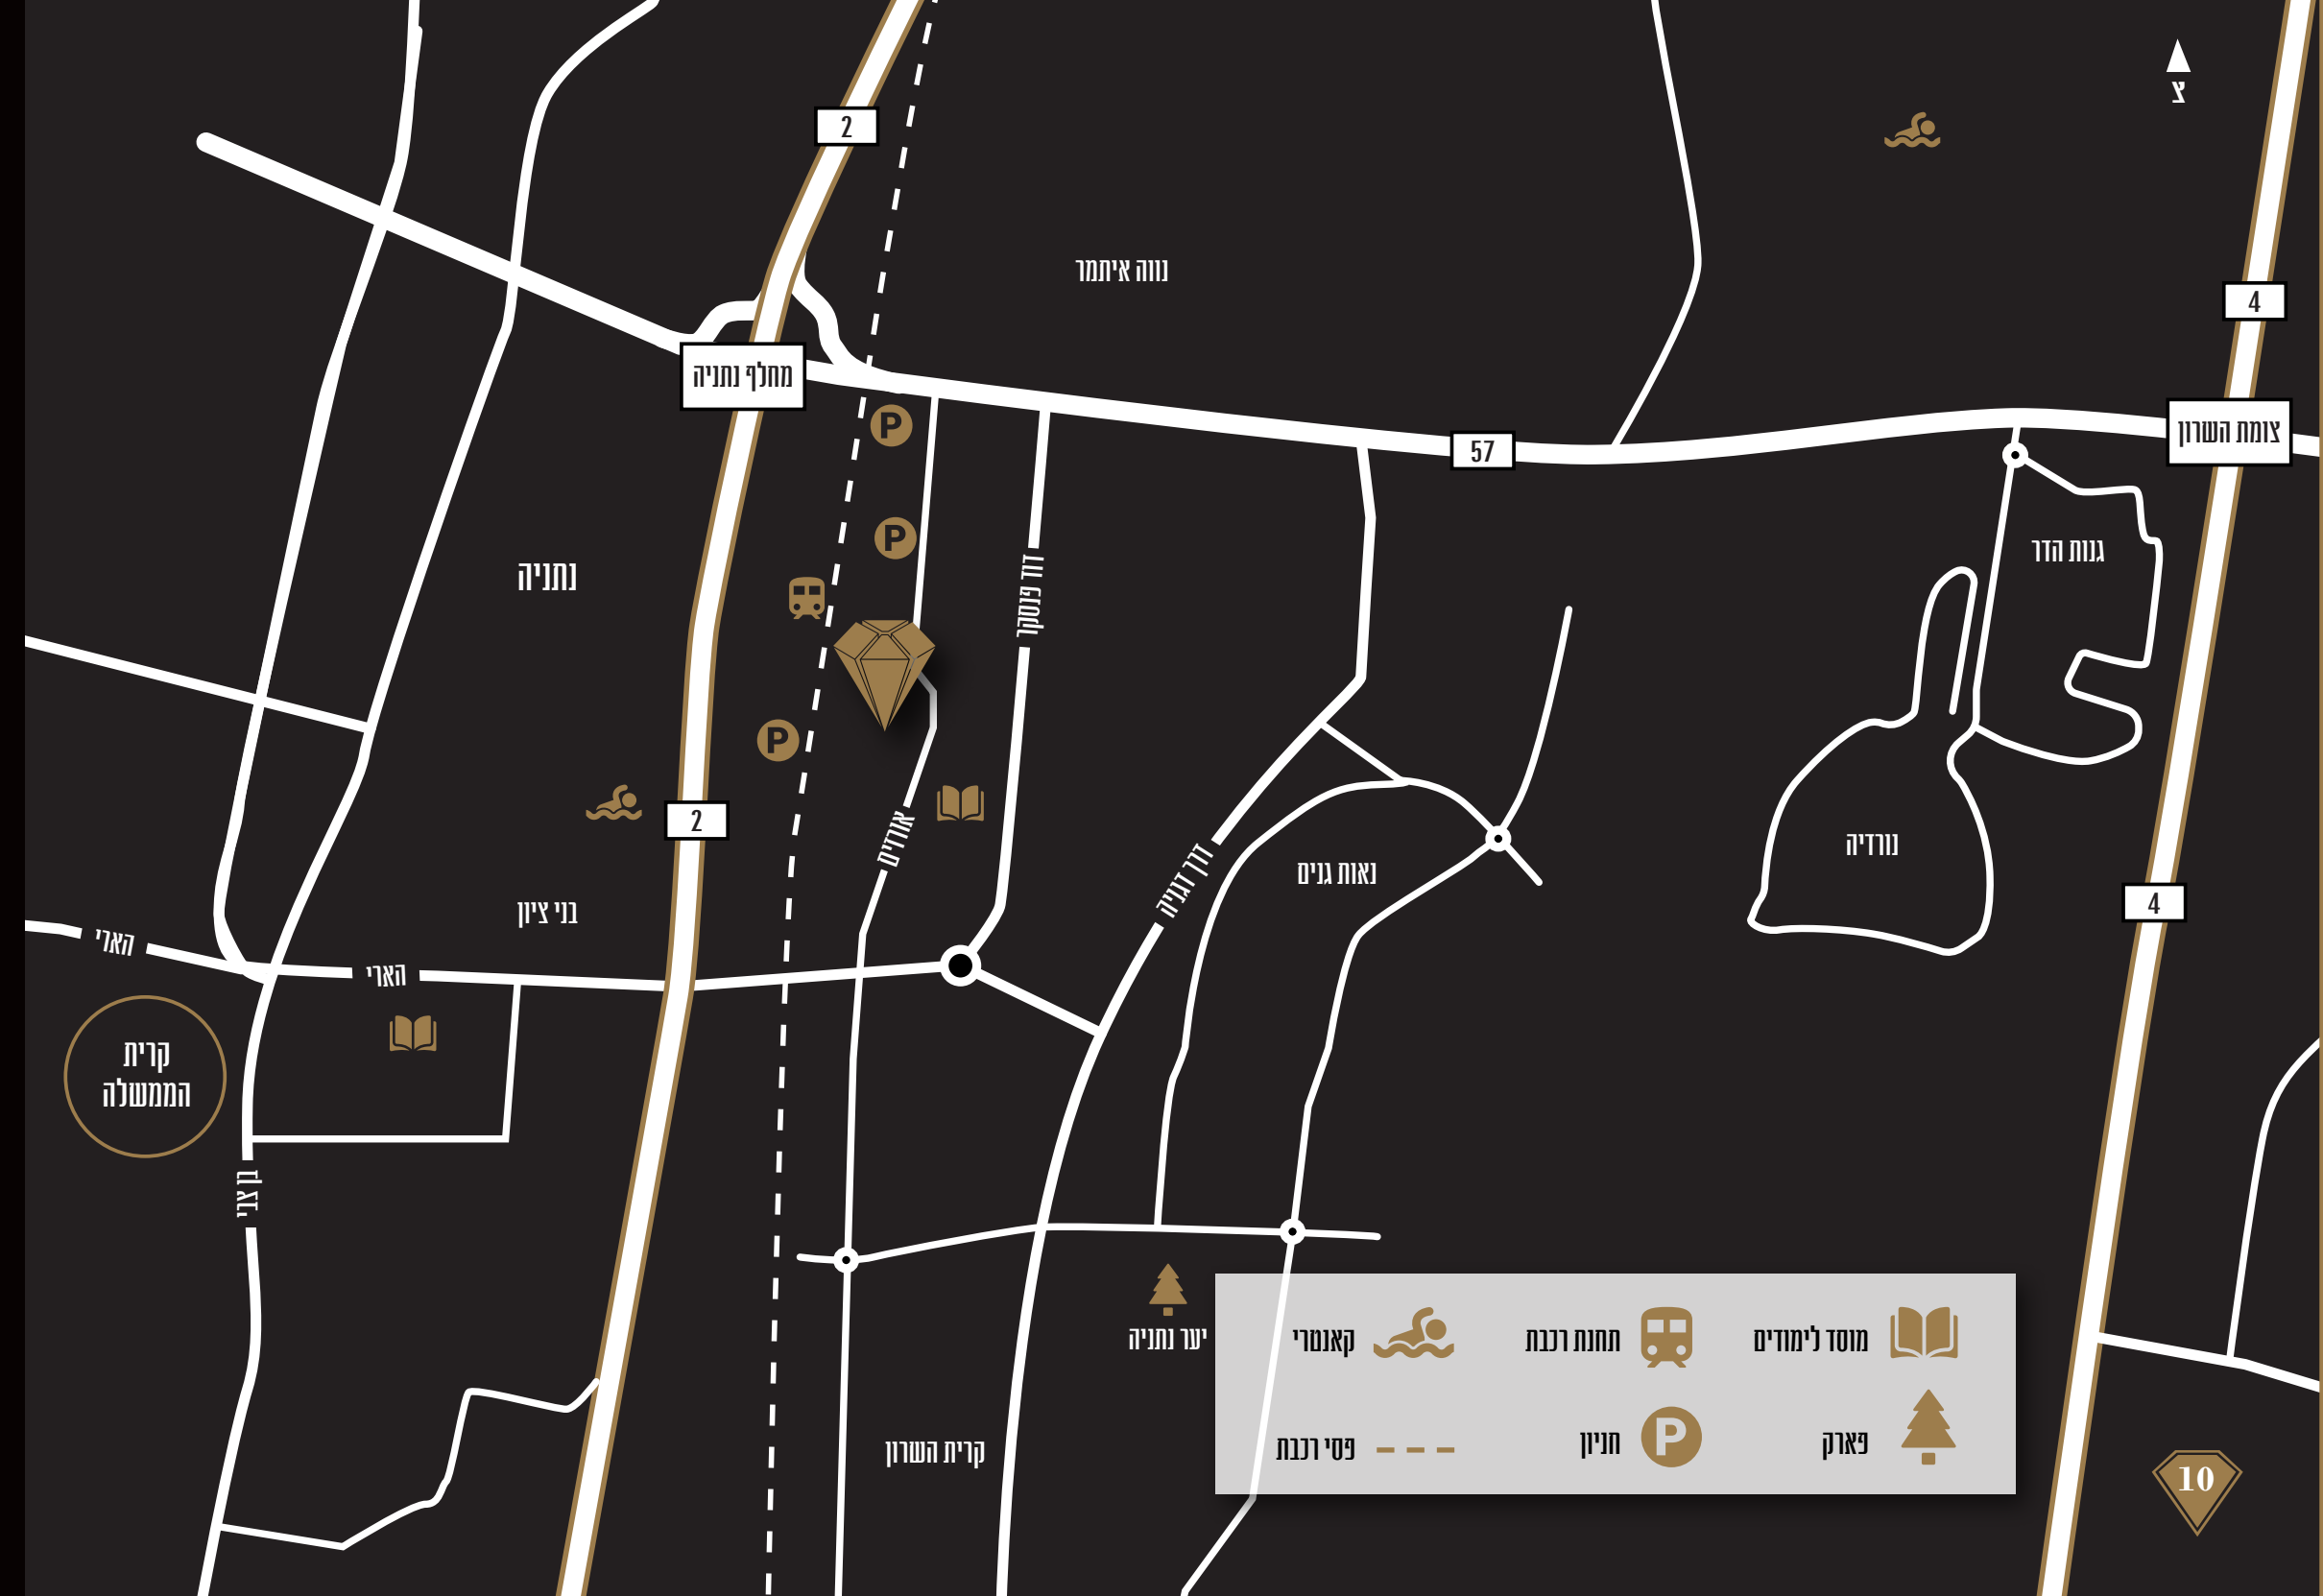 צ
2
נווה איתמר
4
מחלף נתניה
P
צומת השרון
57
P
גנות הדר
נתניה
דוד פנסקר
P
2
אורדים
נורדיה
נאות גנים
דרך דגניה
4
בני ציון
הארי
הארי
קרית
הממשלה
בן צבי
יער נתניה
מוסד לימודים
תחנת רכבת
קאנטרי
פארק
P
חניון
פסי רכבת
קרית השרון
10